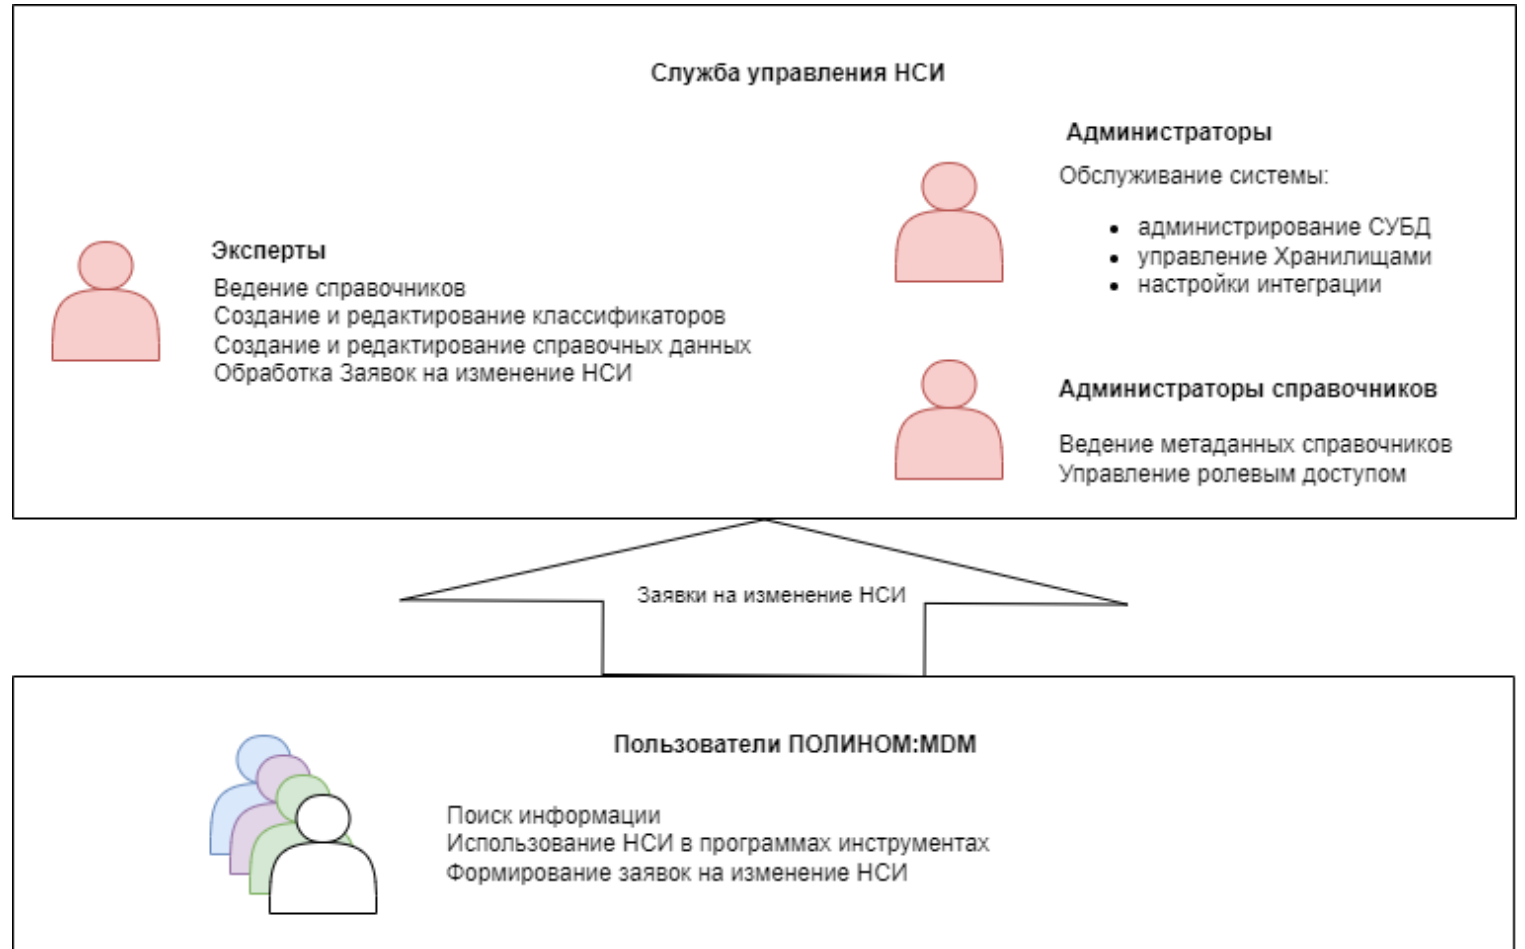 Служба управления НСИ
Эксперты
Ведение справочников
Создание и редактирование классификаторов
Создание и редактирование справочных данных
Обработка Заявок на изменение НСИ
Администраторы
Обслуживание системы:
• администрирование СУБД
• управление Хранилищами
• настройки интеграции
Администраторы справочников
Ведение метаданных справочников
Управление ролевым доступом
Заявки на изменение НСИ
Пользователи ПОЛИНОМ:MDM
Поиск информации
Использование НСИ в программах инструментах
Формирование заявок на изменение НСИ